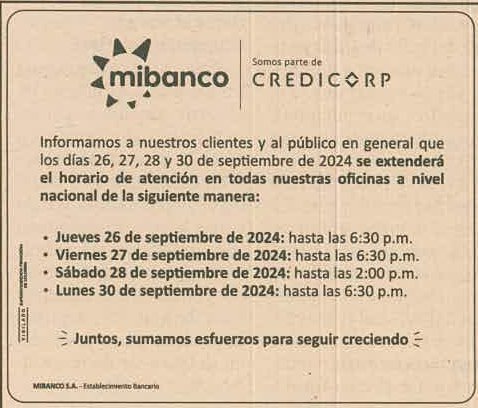 mibanco
Somos parte de
CREDICORP
Informamos a nuestros clientes y al público en general que
los días 26, 27, 28 y 30 de septiembre de 2024 se extenderá
el horario de atención en todas nuestras oficinas a nivel
nacional de la siguiente manera:
• Jueves 26 de septiembre de 2024: hasta las 6:30 p.m.
• Viernes 27 de septiembre de 2024: hasta las 6:30 p.m.
• Sábado 28 de septiembre de 2024: hasta las 2:00 p.m.
• Lunes 30 de septiembre de 2024: hasta las 6:30 p.m.
VIGILADO
Juntos, sumamos esfuerzos para seguir creciendo
MIBANCO S.A. - Establecimiento Bancario